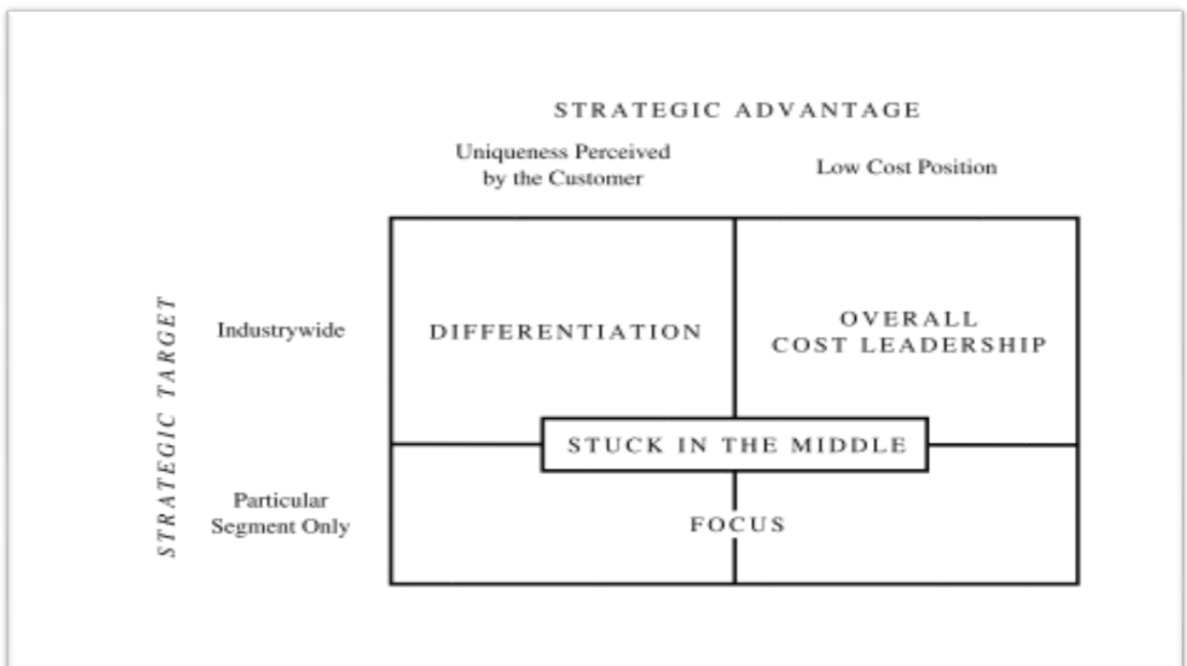 STRATEGIC ADVANTAGE
Uniqueness Perceived
by the Customer
Low Cost Position
STRATEGIC TARGET
Industrywide
DIFFERENTIATION
OVERALL
COST LEADERSHIP
STUCK IN THE MIDDLE
Particular
Segment Only
FOCUS